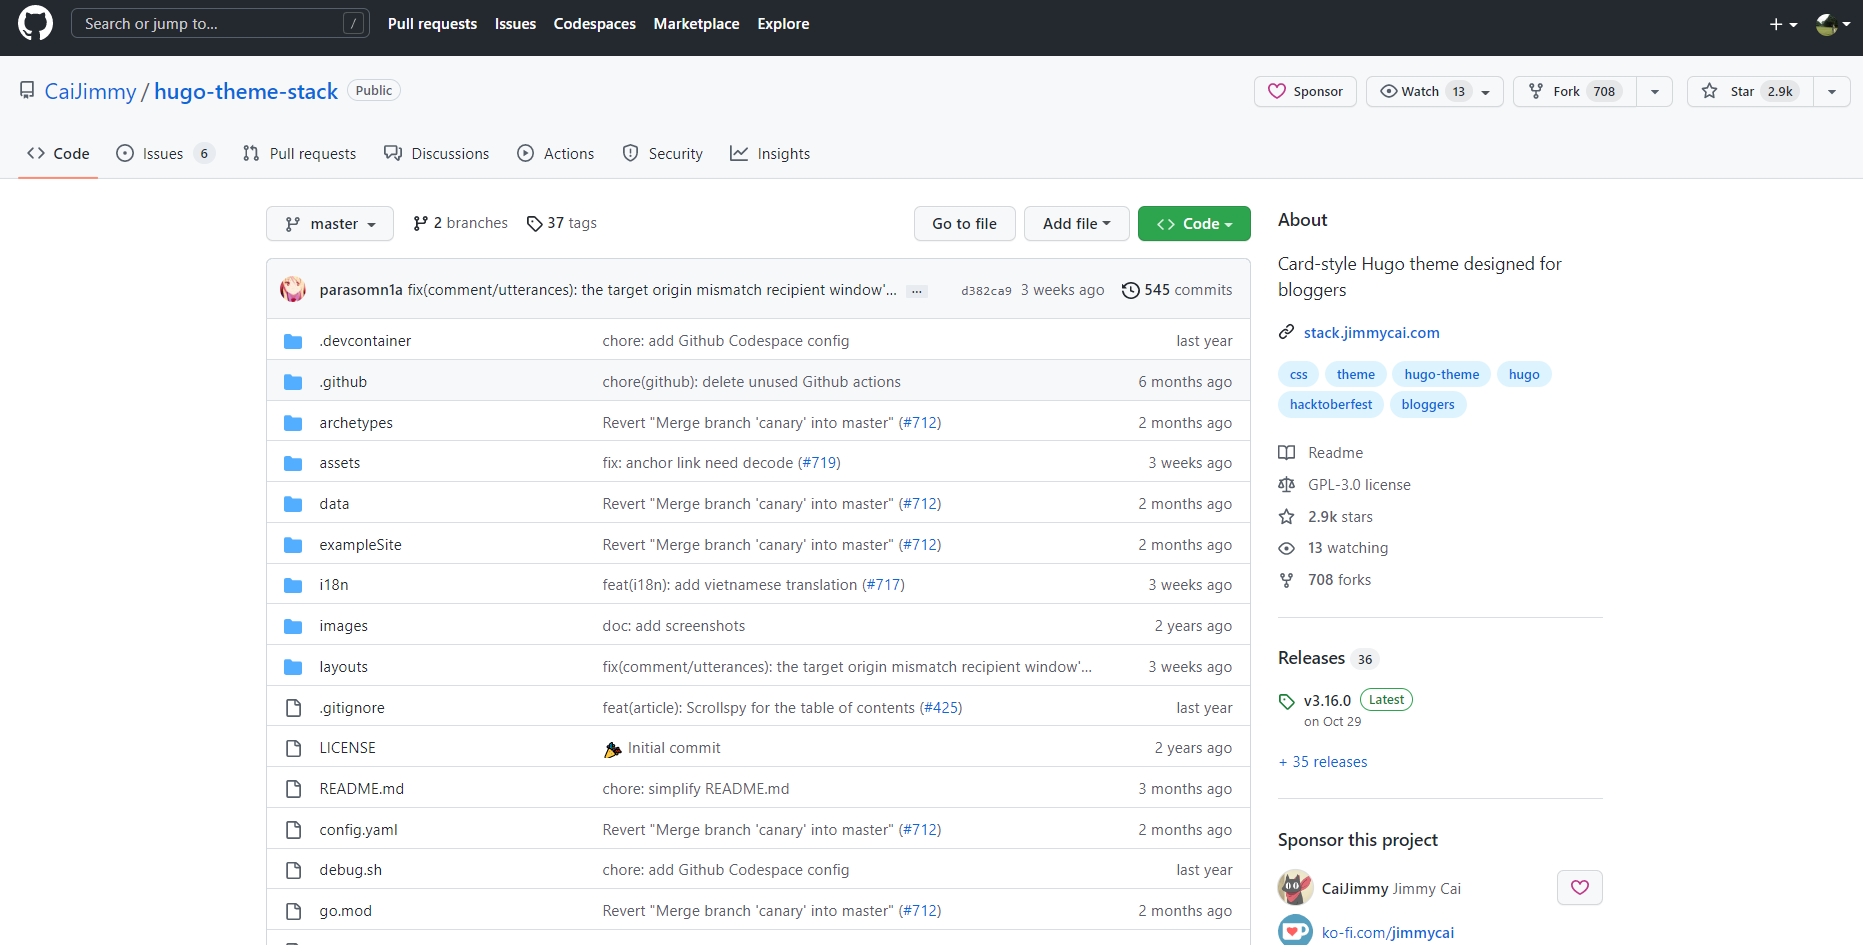 Search or jump to... /
Pull requests Issues Codespaces Marketplace Explore
CaiJimmy / hugo-theme-stack Public
Sponsor Watch 13 Fork 708 Star 2.9k
Code Issues 6 Pull requests Discussions Actions Security Insights
master 2 branches 37 tags Go to file Add file Code
parasomn1a fix(comment/utterances): the target origin mismatch recipient window'... ... d382ca9 3 weeks ago 545 commits
.devcontainer chore: add Github Codespace config last year
.github chore(github): delete unused Github actions 6 months ago
archetypes Revert "Merge branch 'canary' into master" (#712) 2 months ago
assets fix: anchor link need decode (#719) 3 weeks ago
data Revert "Merge branch 'canary' into master" (#712) 2 months ago
exampleSite Revert "Merge branch 'canary' into master" (#712) 2 months ago
i18n feat(i18n): add vietnamese translation (#717) 3 weeks ago
images doc: add screenshots 2 years ago
layouts fix(comment/utterances): the target origin mismatch recipient window'... 3 weeks ago
.gitignore feat(article): Scrollspy for the table of contents (#425) last year
LICENSE 🎉 Initial commit 2 years ago
README.md chore: simplify README.md 3 months ago
config.yaml Revert "Merge branch 'canary' into master" (#712) 2 months ago
debug.sh chore: add Github Codespace config last year
go.mod Revert "Merge branch 'canary' into master" (#712) 2 months ago
About
Card-style Hugo theme designed for
bloggers
stack.jimmycai.com
css theme hugo-theme hugo
hacktoberfest bloggers
Readme
GPL-3.0 license
2.9k stars
13 watching
708 forks
Releases 36
v3.16.0 Latest
on Oct 29
+ 35 releases
Sponsor this project
CaiJimmy Jimmy Cai
ko-fi.com/jimmycai